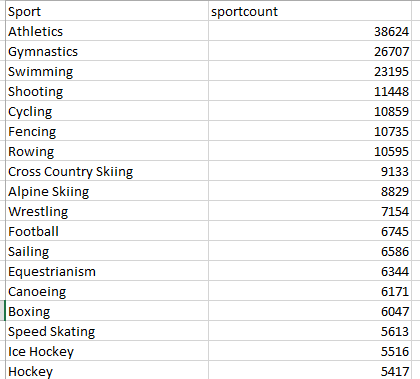 Sport sportcount
Athletics 38624
Gymnastics 26707
Swimming 23195
Shooting 11448
Cycling 10859
Fencing 10735
Rowing 10595
Cross Country Skiing 9133
Alpine Skiing 8829
Wrestling 7154
Football 6745
Sailing 6586
Equestrianism 6344
Canoeing 6171
Boxing 6047
Speed Skating 5613
Ice Hockey 5516
Hockey 5417